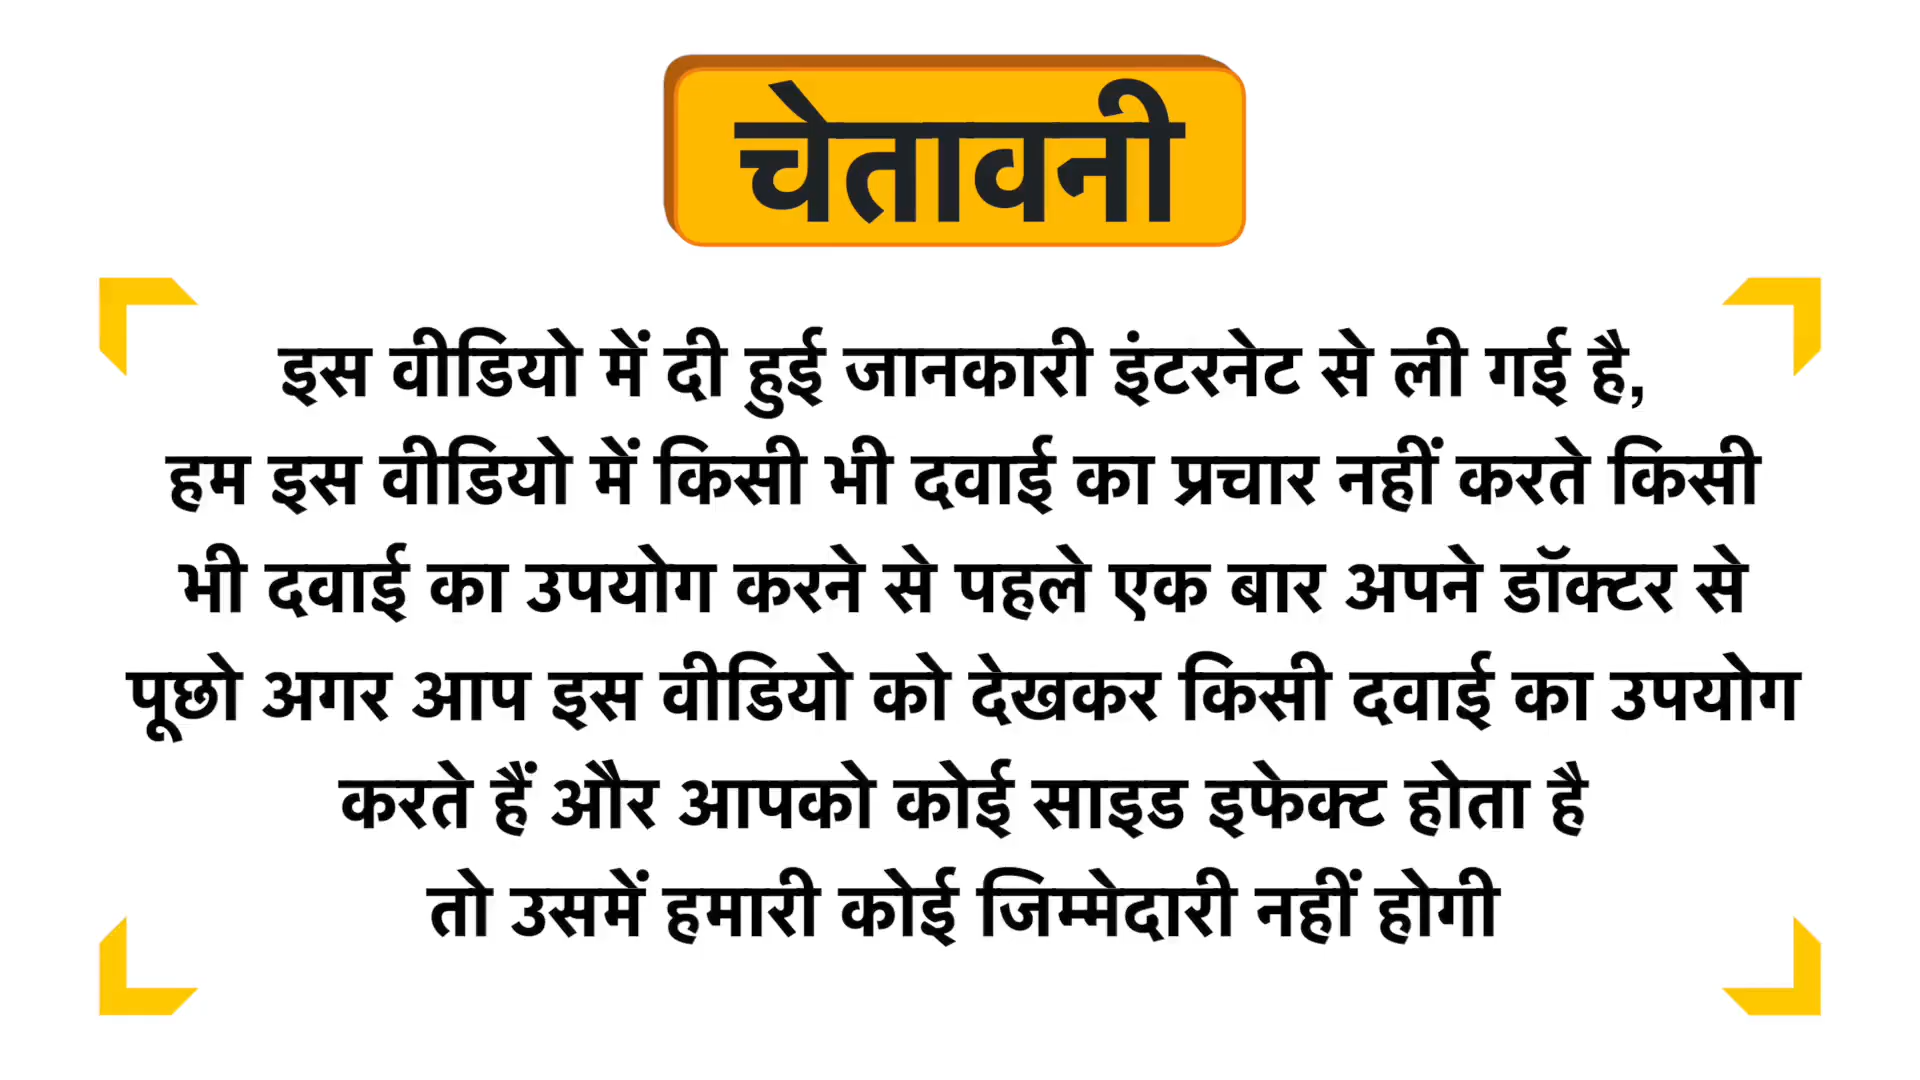 चेतावनी
इस वीडियो में दी हुई जानकारी इंटरनेट से ली गई है,
हम इस वीडियो में किसी भी दवाई का प्रचार नहीं करते किसी
भी दवाई का उपयोग करने से पहले एक बार अपने डॉक्टर से
पूछो अगर आप इस वीडियो को देखकर किसी दवाई का उपयोग
करते हैं और आपको कोई साइड इफेक्ट होता है
तो उसमें हमारी कोई जिम्मेदारी नहीं होगी